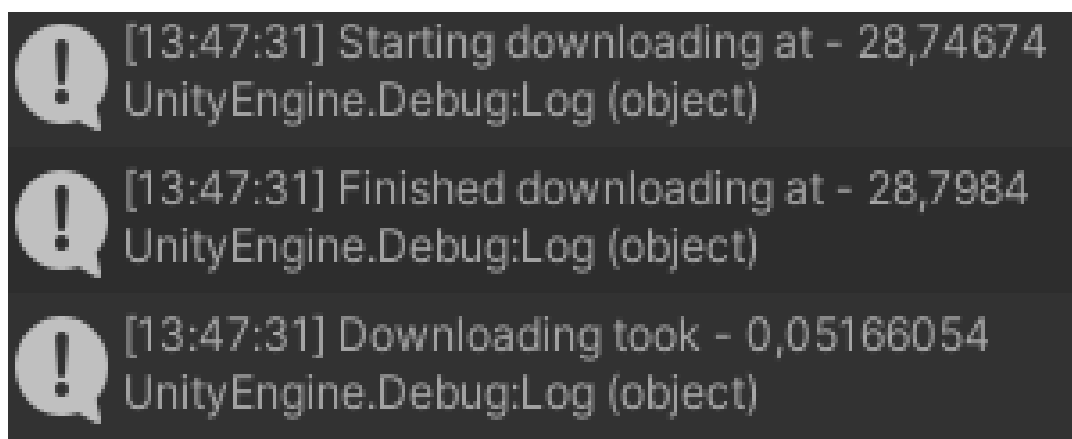 [13:47:31] Starting downloading at - 28,74674
UnityEngine.Debug:Log (object)
[13:47:31] Finished downloading at - 28,7984
UnityEngine.Debug:Log (object)
[13:47:31] Downloading took - 0,05166054
UnityEngine.Debug:Log (object)